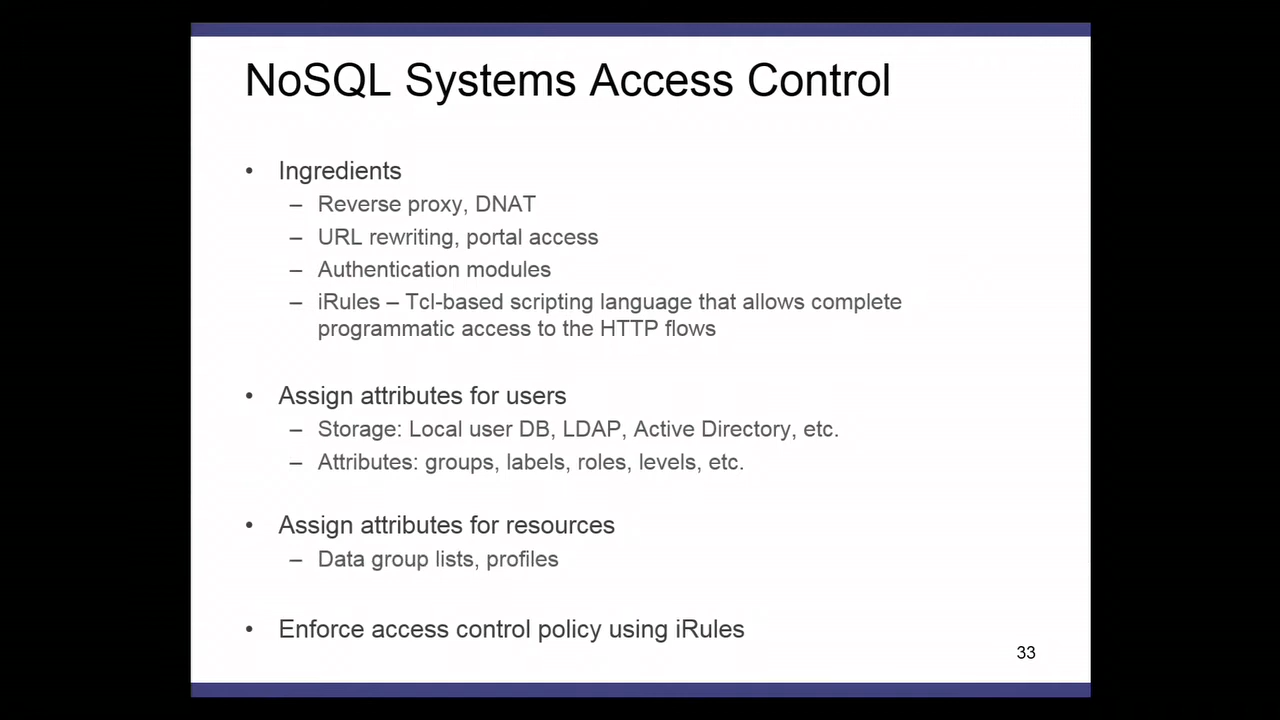 NoSQL Systems Access Control
• Ingredients
– Reverse proxy, DNAT
– URL rewriting, portal access
– Authentication modules
– iRules – Tcl-based scripting language that allows complete
programmatic access to the HTTP flows
• Assign attributes for users
– Storage: Local user DB, LDAP, Active Directory, etc.
– Attributes: groups, labels, roles, levels, etc.
• Assign attributes for resources
– Data group lists, profiles
• Enforce access control policy using iRules
33